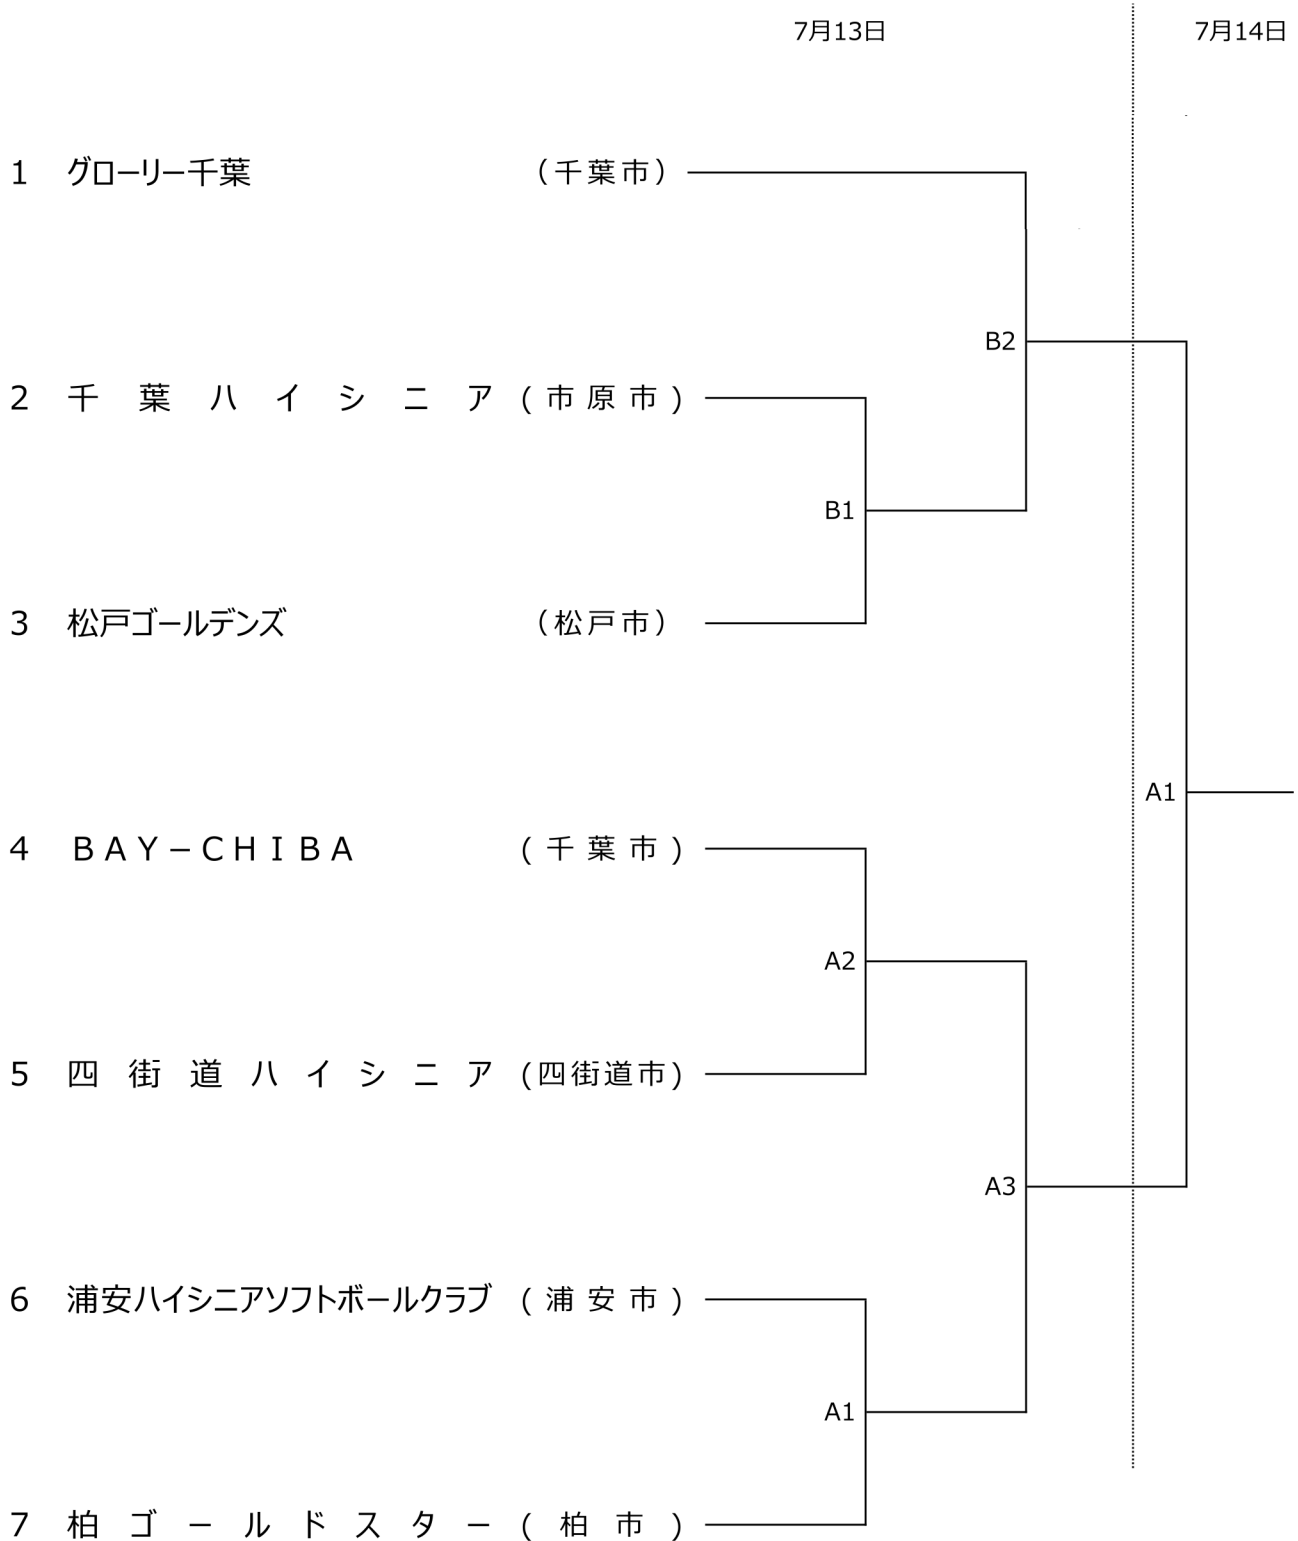 7月13日 7月14日
1 グローリー千葉 （千葉市）
B2
2 千葉ハイシニア (市原市)
B1
3 松戸ゴールデンズ （松戸市）
A1
4 ＢＡＹ－ＣＨＩＢＡ (千葉市)
A2
5 四街道ハイシニア (四街道市)
A3
6 浦安ハイシニアソフトボールクラブ (浦安市)
A1
7 柏ゴールドスター (柏市)